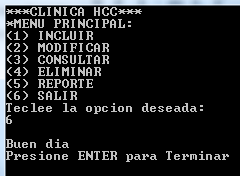 ***CLINICA HCC***
*MENU PRINCIPAL:
(1) INCLUIR
(2) MODIFICAR
(3) CONSULTAR
(4) ELIMINAR
(5) REPORTE
(6) SALIR
Teclee la opcion deseada:
6
Buen dia
Presione ENTER para Terminar